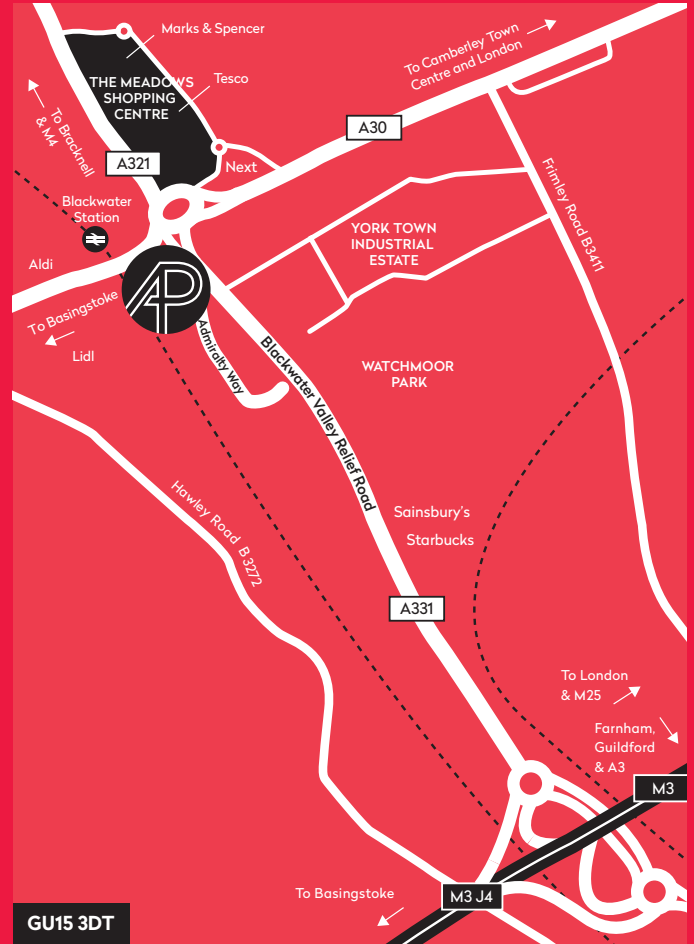 Marks & Spencer
To Camberley Town
Centre and London
THE MEADOWS
SHOPPING
CENTRE
Tesco
To Bracknell
& M4
A30
A321
Next
Frimley Road B3411
Blackwater
Station
YORK TOWN
INDUSTRIAL
ESTATE
Aldi
AP
To Basingstoke
Lidl
Admiralty Way
Blackwater Valley Relief Road
WATCHMOOR
PARK
Hawley Road B3272
Sainsbury's
Starbucks
A331
To London
& M25
Farnham,
Guildford
& A3
M3
To Basingstoke
M3 J4
GU15 3DT